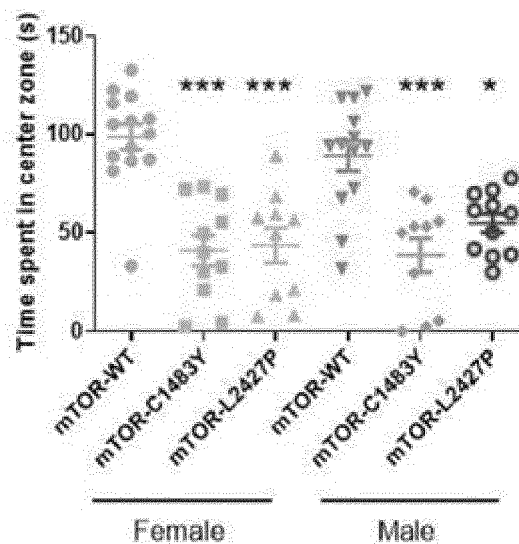 Time spent in center zone (s)
150
100
50
0
*** *** *** *
mTOR-WT
mTOR-C1483Y
mTOR-L2427P
mTOR-WT
mTOR-C1483Y
mTOR-L2427P
Female Male